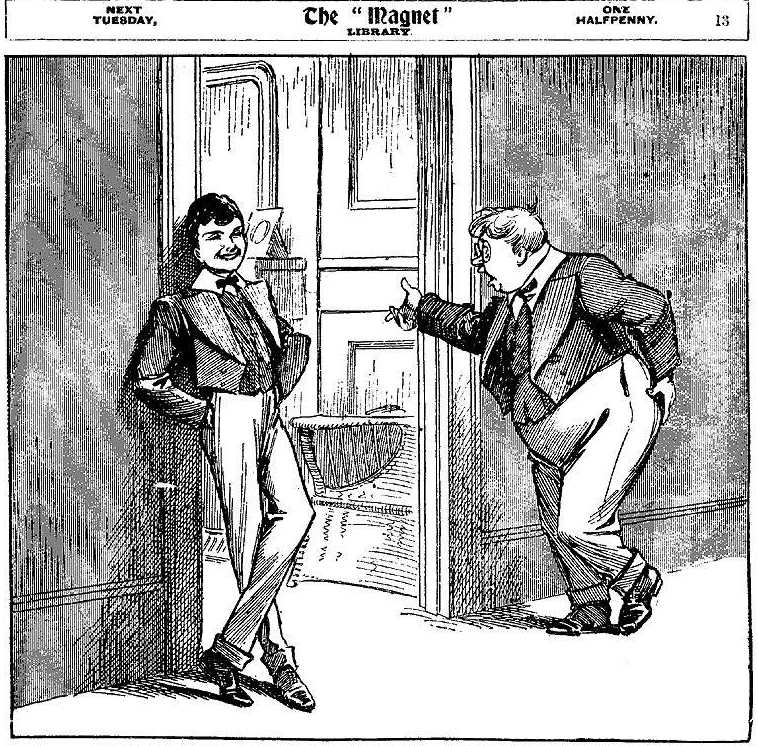 NEXT
TUESDAY,
The "Magnet"
LIBRARY.
ONE
HALFPENNY.
13